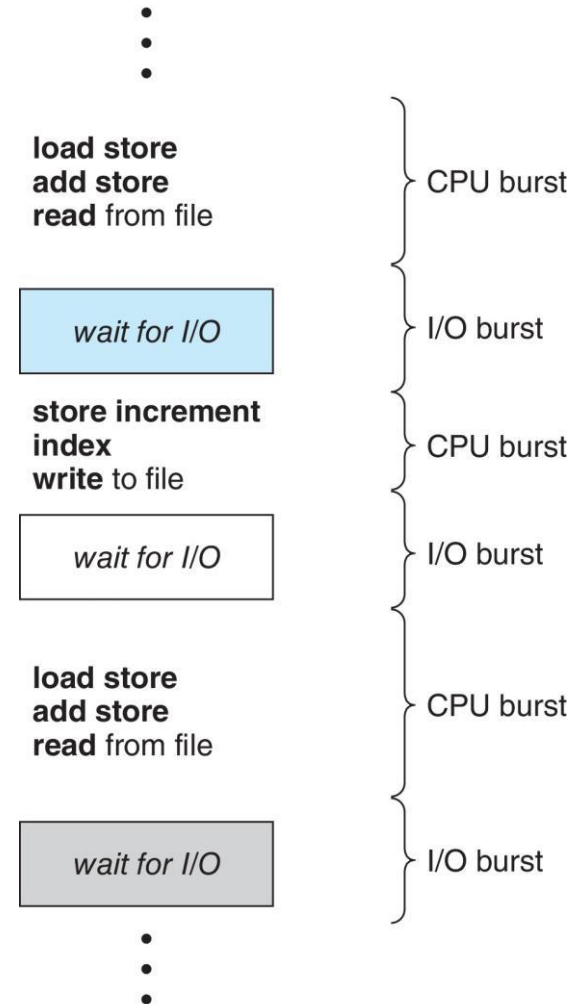 load store
add store
read from file
CPU burst
wait for I/O
I/O burst
store increment
index
write to file
CPU burst
wait for I/O
I/O burst
load store
add store
read from file
CPU burst
wait for I/O
I/O burst